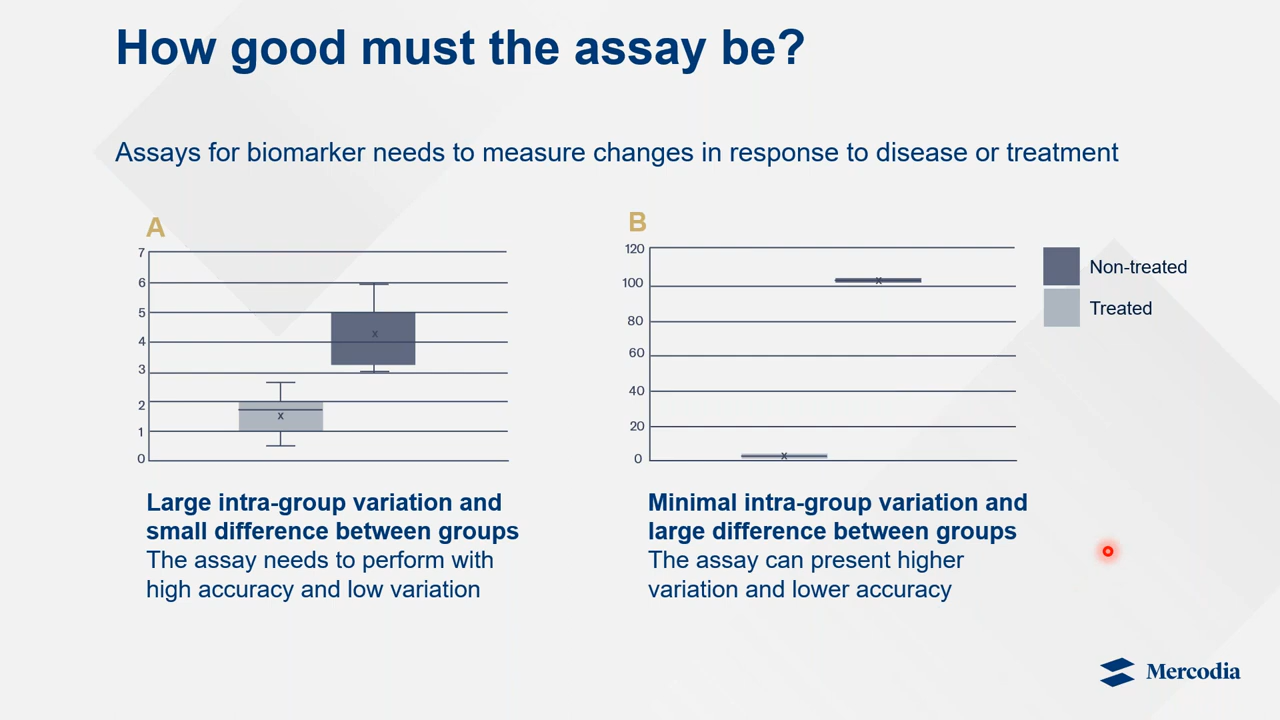 How good must the assay be?
Assays for biomarker needs to measure changes in response to disease or treatment
A
7
6
5
4
3
2
1
0
x
x
Large intra-group variation and
small difference between groups
The assay needs to perform with
high accuracy and low variation
B
120
100
80
60
40
20
0
x
x
Minimal intra-group variation and
large difference between groups
The assay can present higher
variation and lower accuracy
Non-treated
Treated
Mercodia